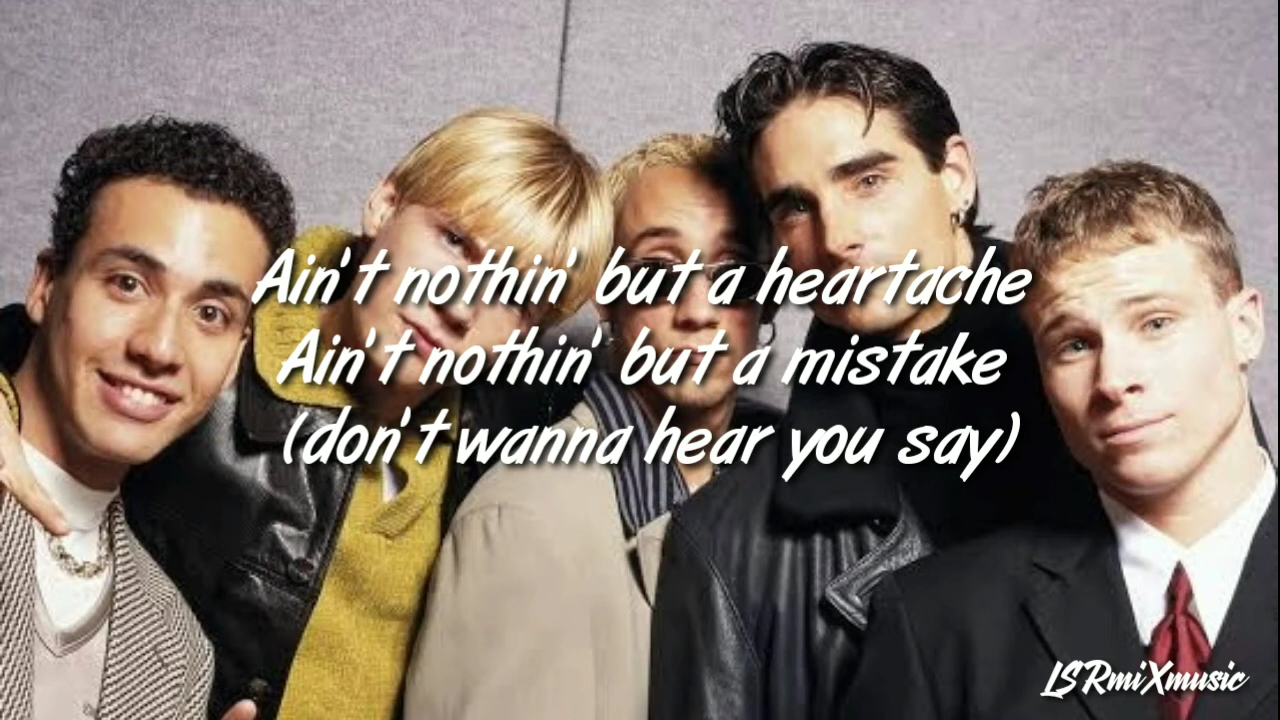 Ain't nothin' but a heartache
Ain't nothin' but a mistake
(don't wanna hear you say)
LSRmiXmusic